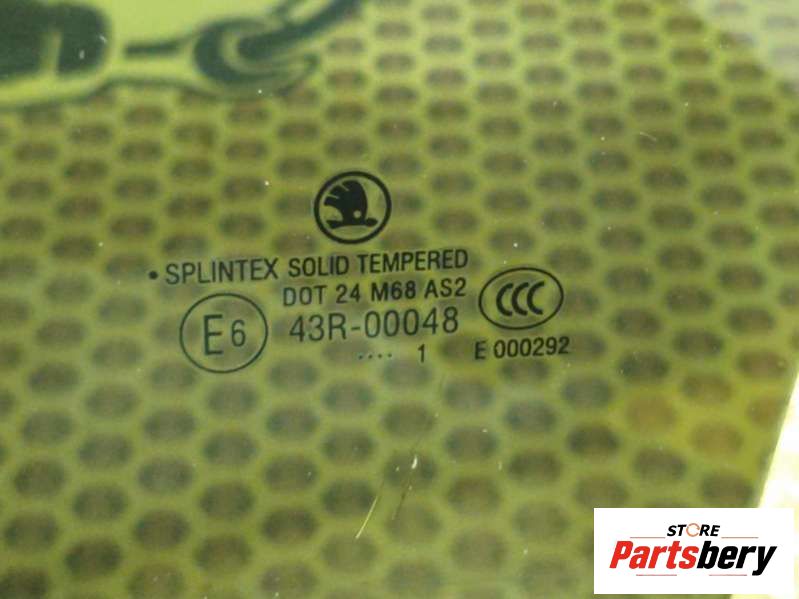 • SPLINTEX SOLID TEMPERED
DOT 24 M68 AS2
CCC
E6 43R-00048
.... 1 E 000292
STORE
Partsbery